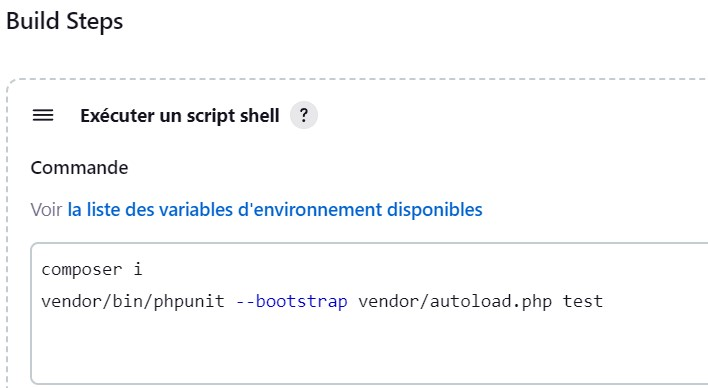 Build Steps
Exécuter un script shell ?
Commande
Voir la liste des variables d'environnement disponibles
composer i
vendor/bin/phpunit --bootstrap vendor/autoload.php test